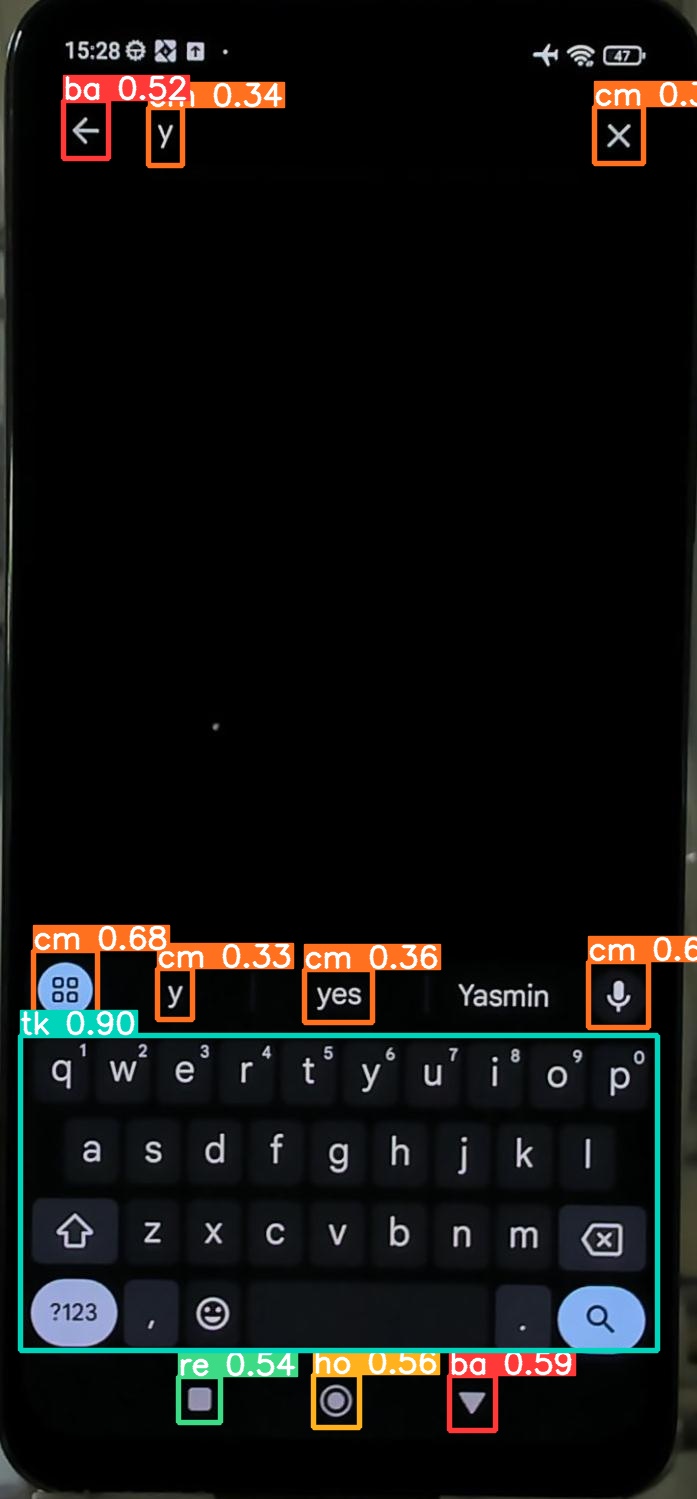 15:28 47
ba 0.52 cm 0.34 cm 0.3
y
cm 0.68 cm 0.33 cm 0.36 cm 0.6
y yes Yasmin
tk 0.90
q1 w2 e3 r4 t5 y6 u7 i8 o9 p0
a s d f g h j k l
z x c v b n m
?123 , .
re 0.54 ho 0.56 ba 0.59